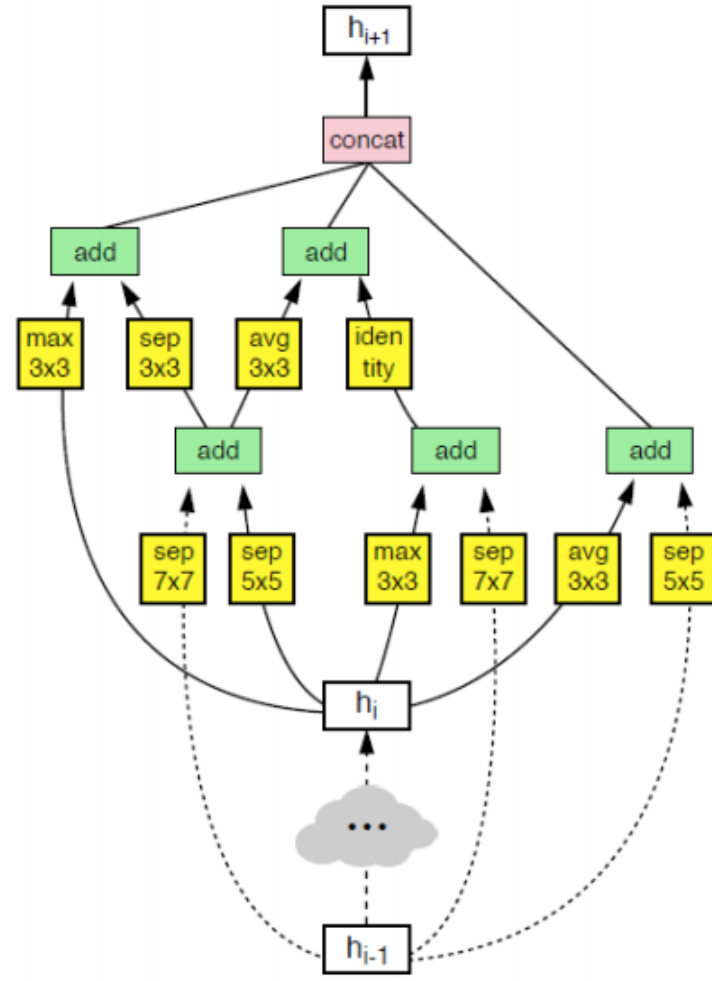 h_{i+1}
concat
add
add
max
3x3
sep
3x3
avg
3x3
iden
tity
add
add
add
sep
7x7
sep
5x5
max
3x3
sep
7x7
avg
3x3
sep
5x5
h_i
...
h_{i-1}